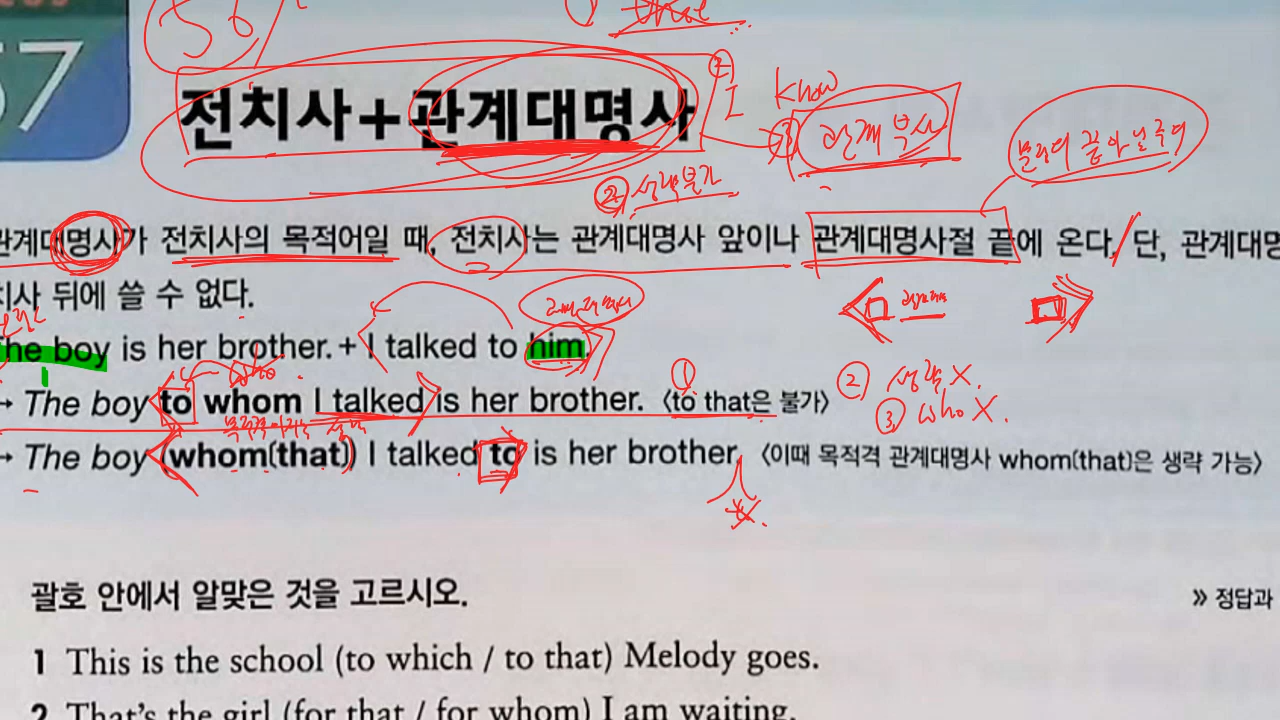 56
① that
57
전치사+관계대명사
know
관계 부사
② 생략불가
관계대명사가 전치사의 목적어일 때, 전치사는 관계대명사 앞이나 관계대명사절 끝에 온다. 단, 관계대명
치사 뒤에 쓸 수 없다.
The boy is her brother. + I talked to him.
→ The boy to whom I talked is her brother. 〈to that은 불가〉
①
② 생략X.
③ who X.
→ The boy (whom(that)) I talked to is her brother. 〈이때 목적격 관계대명사 whom(that)은 생략 가능〉
괄호 안에서 알맞은 것을 고르시오.
» 정답과
1 This is the school (to which / to that) Melody goes.
2 That's the girl (for that / for whom) I am waiting.